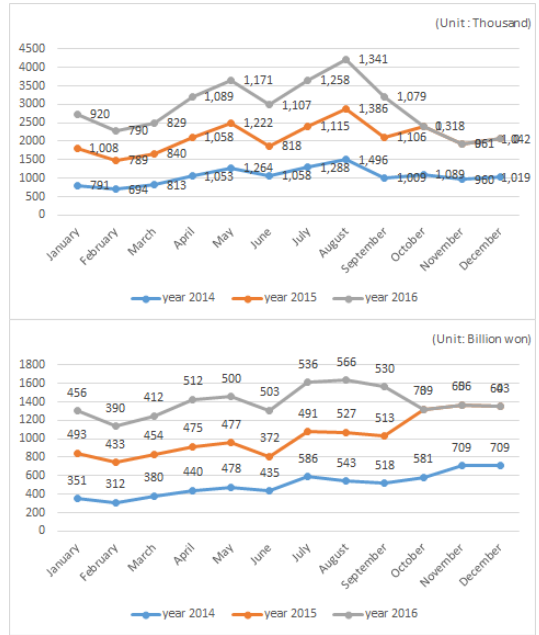 (Unit : Thousand)
4500
4000
3500
3000
2500
2000
1500
1000
500
0
920 790 829 1,089 1,171 1,107 1,258 1,341 1,079
1,008 789 840 1,058 1,222 818 1,115 1,386 1,106 1,318 961 1,042
791 694 813 1,053 1,264 1,058 1,288 1,496 1,009 1,089 960 1,019
January February March April May June July August September October November December
year 2014 year 2015 year 2016
(Unit: Billion won)
1800
1600
1400
1200
1000
800
600
400
200
0
456 390 412 512 500 503 536 566 530
493 433 454 475 477 372 491 527 513
351 312 380 440 478 435 586 543 518 581 709 709
January February March April May June July August September October November December
year 2014 year 2015 year 2016